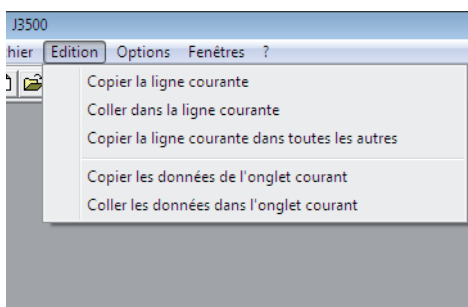 J3500
hier Edition Options Fenêtres ?
Copier la ligne courante
Coller dans la ligne courante
Copier la ligne courante dans toutes les autres
Copier les données de l'onglet courant
Coller les données dans l'onglet courant